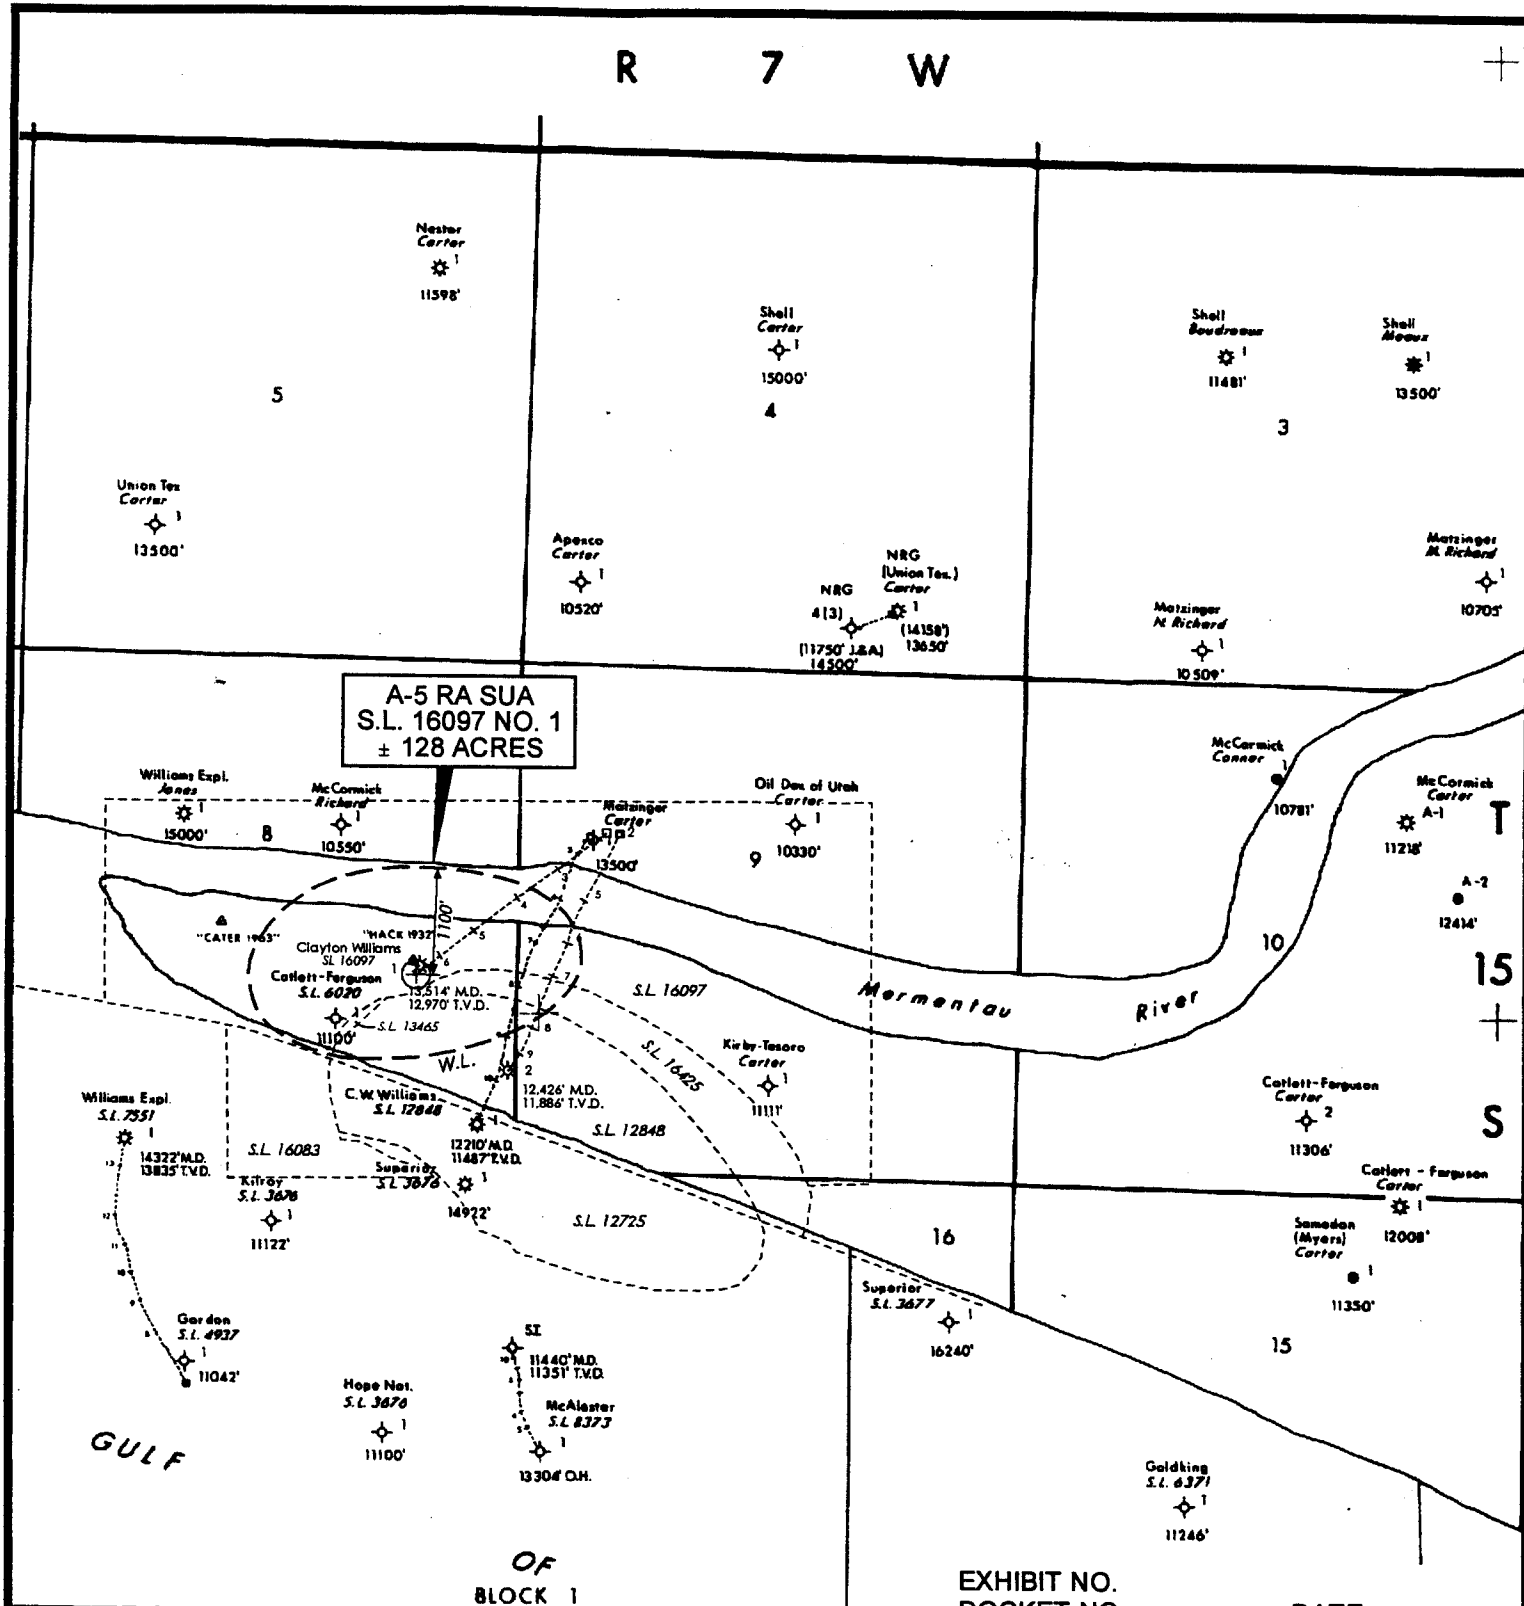 R 7 W
Nestor
Carter
1
11598'
Shell
Carter
1
15000'
Shell
Boudreaux
1
11481'
Shell
Meaux
1
13500'
5
4
3
Union Tex
Carter
1
13500'
Apexco
Carter
1
10520'
NRG
4(3)
(11750' J.&A.)
14500'
NRG
(Union Tex.)
Carter
1
(14158')
13650'
Matzinger
N. Richard
1
10509'
Matzinger
M. Richard
1
10705'
A-5 RA SUA
S.L. 16097 NO. 1
± 128 ACRES
Williams Expl.
Jones
1
15000'
8
McCormick
Richard
1
10550'
Matzinger
Carter
1
2
13500'
Oil Dev. of Utah
Carter
1
10330'
9
McCormick
Conner
1
10781'
McCormick
Carter
A-1
11218'
A-2
12414'
T
15
S
10
1100'
"CATER 1963"
"HACK 1932"
Clayton Williams
SL 16097
1
13,514' M.D.
12,970' T.V.D.
Catlett-Ferguson
S.L. 6020
1
11100'
S.L. 13465
S.L. 16097
S.L. 16425
Mermentau River
W.L.
2
12,426' M.D.
11,886' T.V.D.
Kirby-Tesoro
Carter
1
11111'
Catlett-Ferguson
Carter
2
11306'
Williams Expl.
S.L. 7551
1
14322' M.D.
13835' T.V.D.
C.W. Williams
S.L. 12848
1
12210' M.D.
11487' T.V.D.
S.L. 12848
S.L. 16083
Superior
S.L. 3676
1
14922'
Kilroy
S.L. 3676
1
11122'
S.L. 12725
16
Catlett - Ferguson
Carter
1
12008'
Samedan
(Myers)
Carter
1
11350'
Superior
S.L. 3677
1
16240'
15
Gordon
S.L. 4937
1
11042'
11440' M.D.
11351' T.V.D.
McAlester
S.L. 8373
1
13304' O.H.
Hope Nat.
S.L. 3676
1
11100'
GULF
Goldking
S.L. 6371
1
11246'
OF
BLOCK 1
EXHIBIT NO.